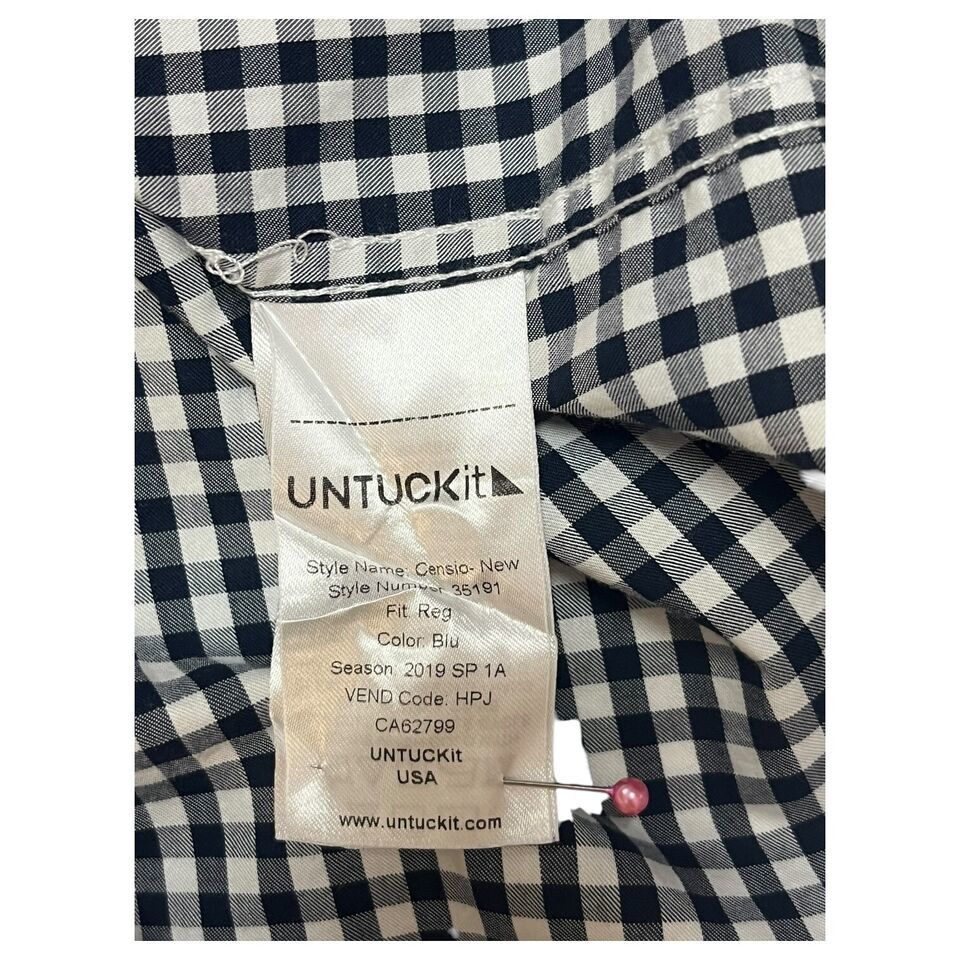 UNTUCKit
Style Name: Censio- New
Style Number 35191
Fit: Reg
Color: Blu
Season: 2019 SP 1A
VEND Code: HPJ
CA62799
UNTUCKit
USA
www.untuckit.com